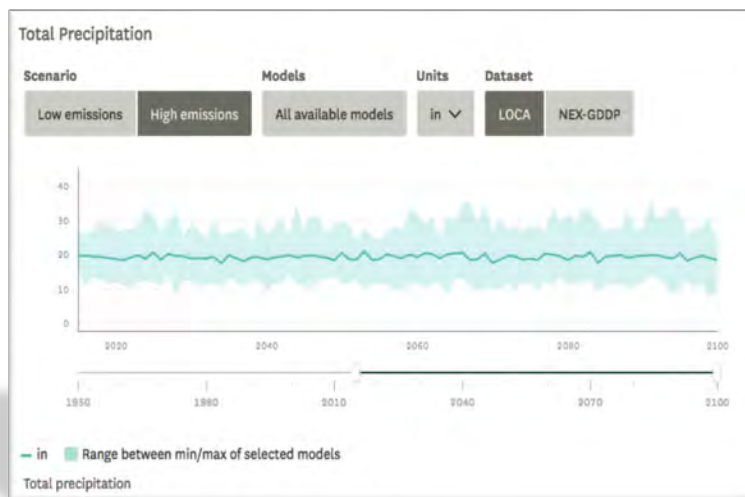 Total Precipitation
Scenario Models Units Dataset
Low emissions High emissions All available models in LOCA NEX-GDDP
40
30
20
10
0
2020 2040 2060 2080 2100
1950 1980 2010 2040 2070 2100
in Range between min/max of selected models
Total precipitation